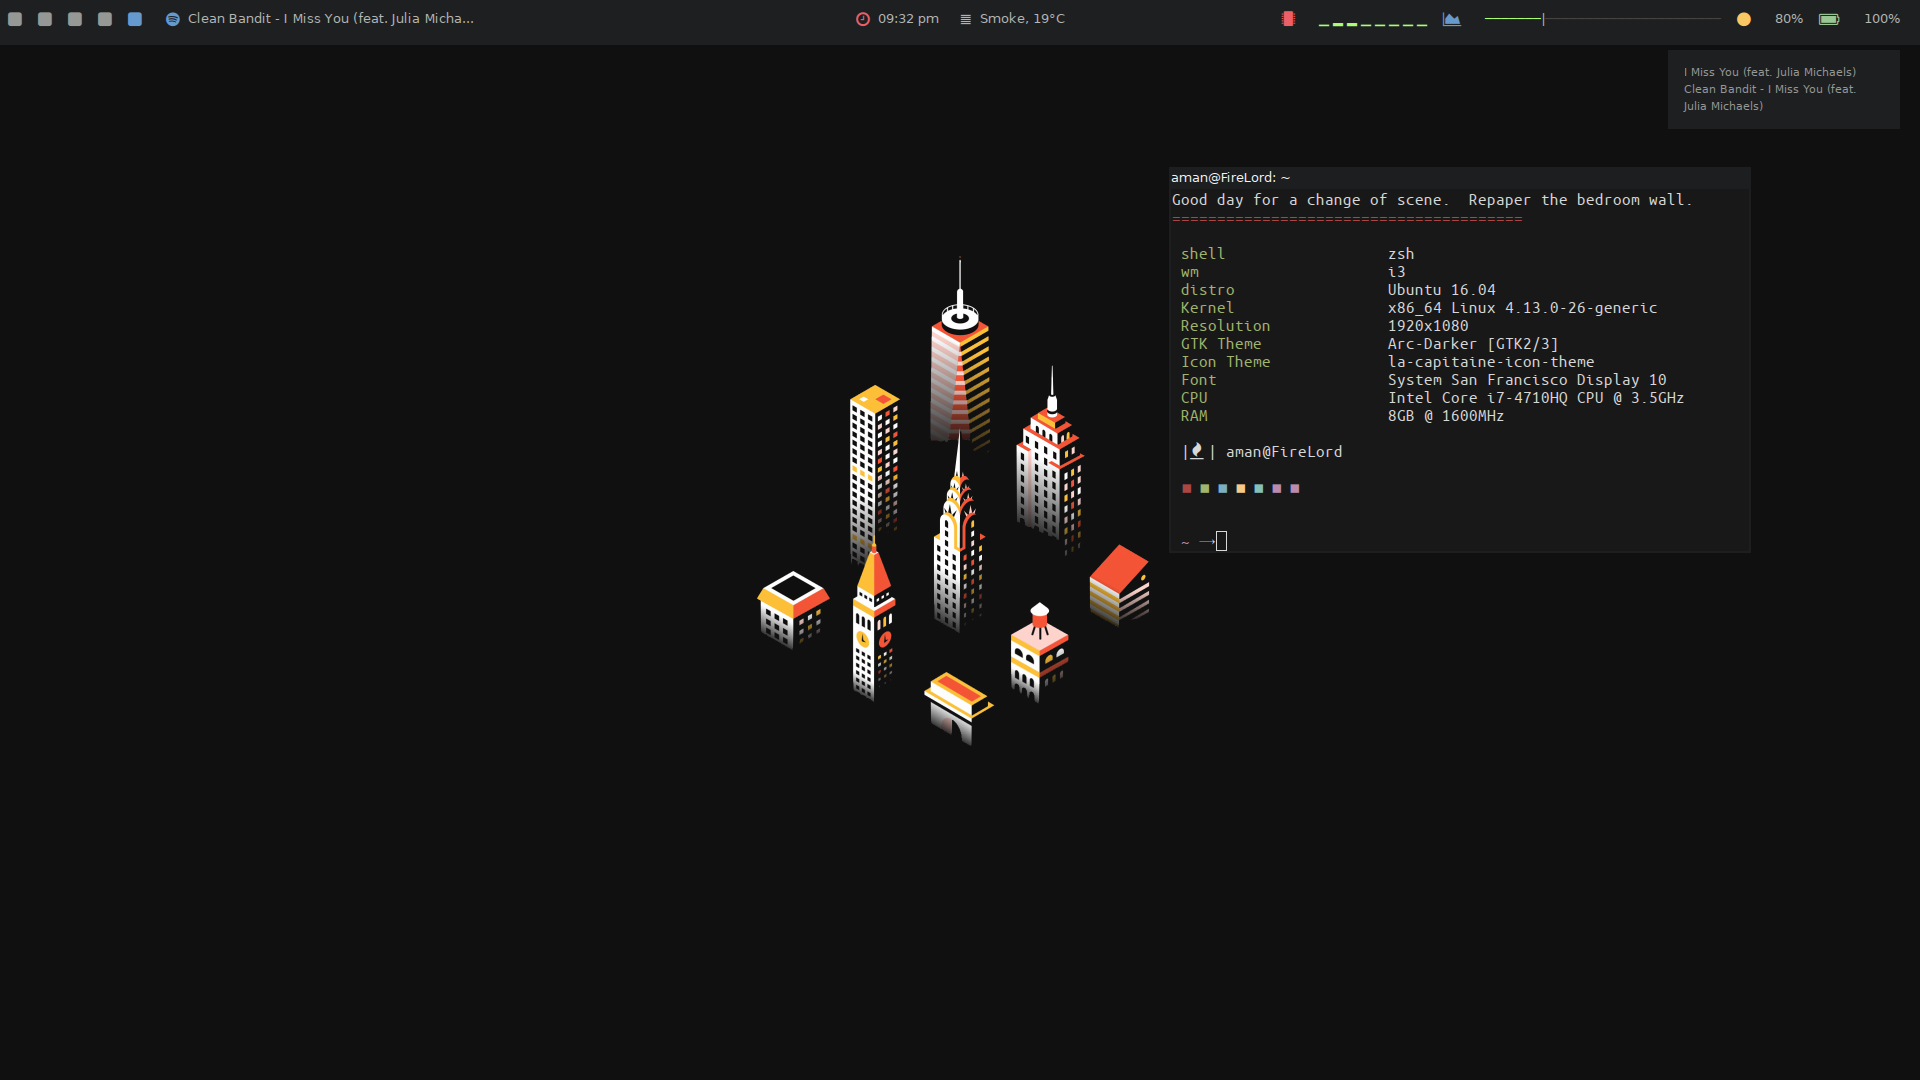 Clean Bandit - I Miss You (feat. Julia Micha...
09:32 pm
Smoke, 19°C
80%
100%
I Miss You (feat. Julia Michaels)
Clean Bandit - I Miss You (feat.
Julia Michaels)
aman@FireLord: ~
Good day for a change of scene.  Repaper the bedroom wall.
=======================================
shell zsh
wm i3
distro Ubuntu 16.04
Kernel x86_64 Linux 4.13.0-26-generic
Resolution 1920x1080
GTK Theme Arc-Darker [GTK2/3]
Icon Theme la-capitaine-icon-theme
Font System San Francisco Display 10
CPU Intel Core i7-4710HQ CPU @ 3.5GHz
RAM 8GB @ 1600MHz
| | aman@FireLord
~ →